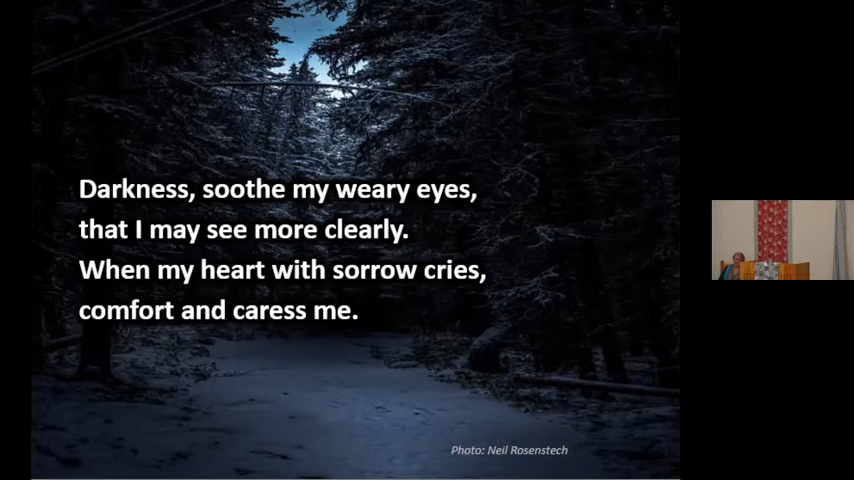 Darkness, soothe my weary eyes,
that I may see more clearly.
When my heart with sorrow cries,
comfort and caress me.
Photo: Neil Rosenstech